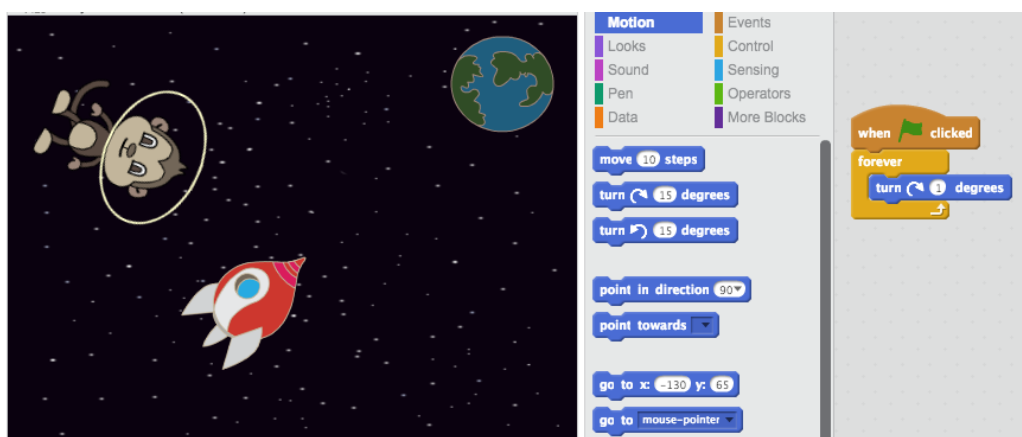 Motion
Events
Looks
Control
Sound
Sensing
Pen
Operators
Data
More Blocks
move 10 steps
turn 15 degrees
turn 15 degrees
point in direction 90
point towards
go to x: -130 y: 65
go to mouse-pointer
when clicked
forever
turn 1 degrees